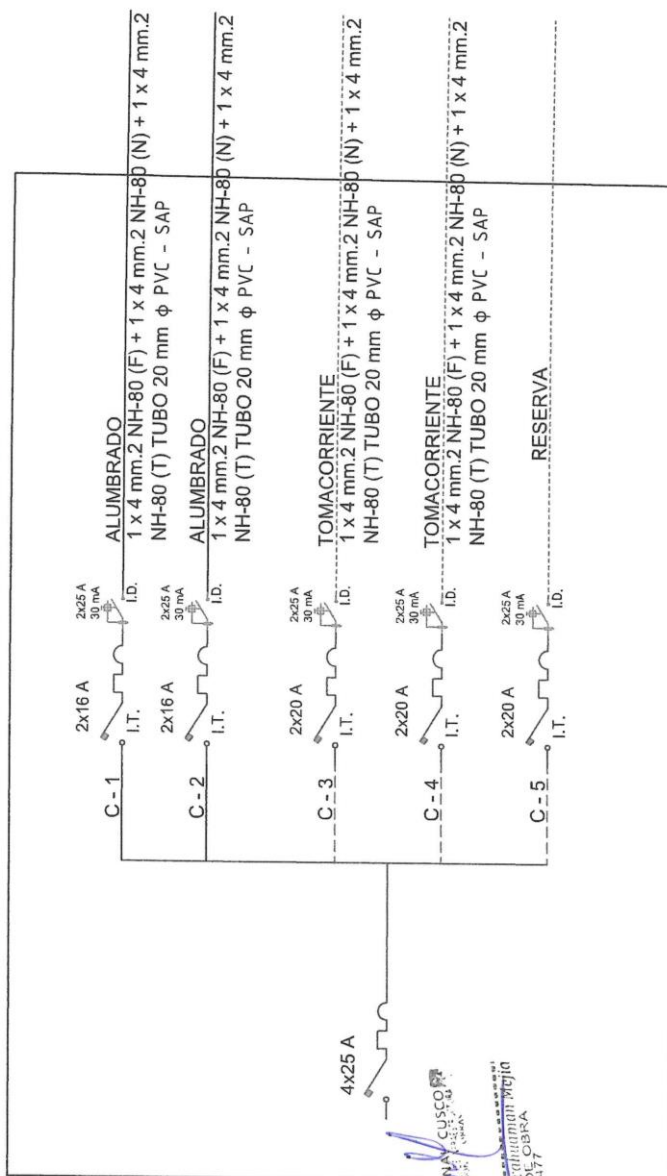 ALUMBRADO
1 x 4 mm.2 NH-80 (F) + 1 x 4 mm.2 NH-80 (N) + 1 x 4 mm.2
NH-80 (T) TUBO 20 mm ϕ PVC - SAP
2x25 A
30 mA
I.D.
2x16 A
I.T.
C - 1
ALUMBRADO
1 x 4 mm.2 NH-80 (F) + 1 x 4 mm.2 NH-80 (N) + 1 x 4 mm.2
NH-80 (T) TUBO 20 mm ϕ PVC - SAP
2x25 A
30 mA
I.D.
2x16 A
I.T.
C - 2
TOMACORRIENTE
1 x 4 mm.2 NH-80 (F) + 1 x 4 mm.2 NH-80 (N) + 1 x 4 mm.2
NH-80 (T) TUBO 20 mm ϕ PVC - SAP
2x25 A
30 mA
I.D.
2x20 A
I.T.
C - 3
TOMACORRIENTE
1 x 4 mm.2 NH-80 (F) + 1 x 4 mm.2 NH-80 (N) + 1 x 4 mm.2
NH-80 (T) TUBO 20 mm ϕ PVC - SAP
2x25 A
30 mA
I.D.
2x20 A
I.T.
C - 4
RESERVA
2x25 A
30 mA
I.D.
2x20 A
I.T.
C - 5
4x25 A
CUSCO
Mejia
DE OBRA
477